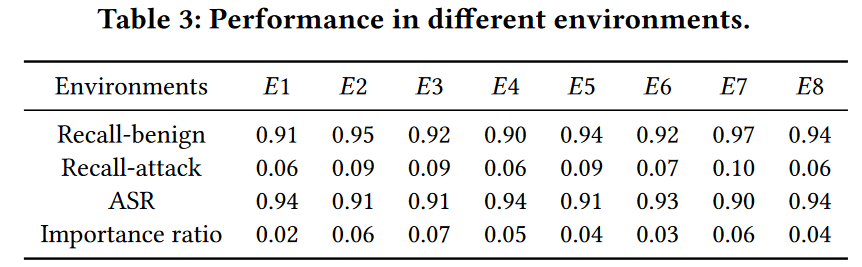 Table 3: Performance in different environments.
Environments E1 E2 E3 E4 E5 E6 E7 E8
Recall-benign 0.91 0.95 0.92 0.90 0.94 0.92 0.97 0.94
Recall-attack 0.06 0.09 0.09 0.06 0.09 0.07 0.10 0.06
ASR 0.94 0.91 0.91 0.94 0.91 0.93 0.90 0.94
Importance ratio 0.02 0.06 0.07 0.05 0.04 0.03 0.06 0.04